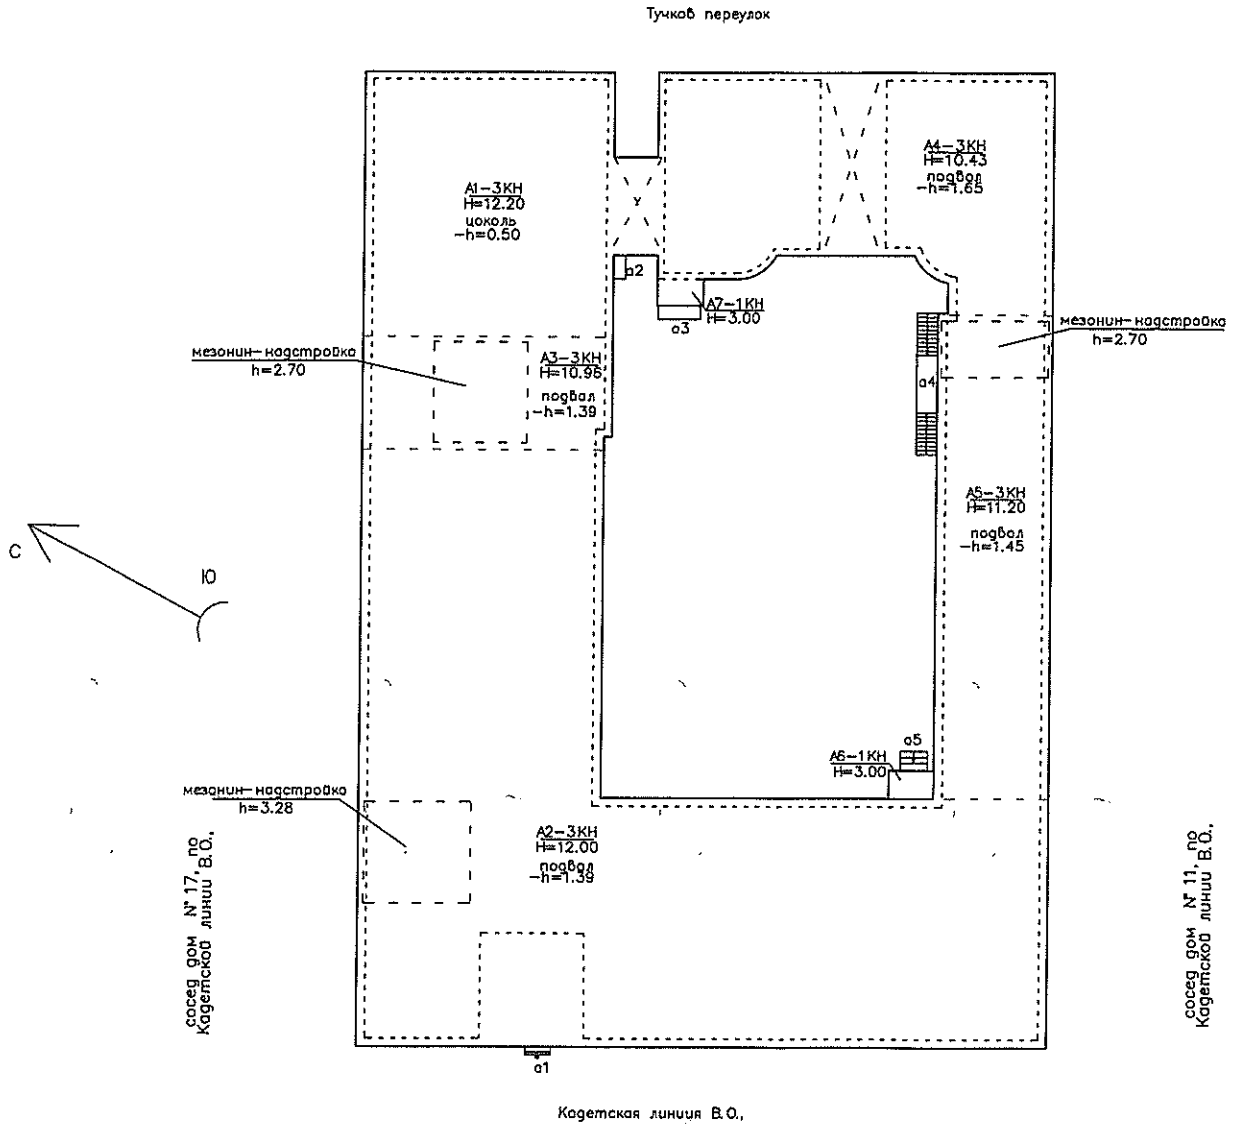 Тучков переулок
А1-3КН
Н=12.20
цоколь
-h=0.50
А4-3КН
Н=10.43
подвал
-h=1.65
Y
а2
а3
А7-1КН
Н=3.00
мезонин-надстройка
h=2.70
А3-3КН
Н=10.95
подвал
-h=1.39
мезонин-надстройка
h=2.70
а4
А5-3КН
Н=11.20
подвал
-h=1.45
С
Ю
а5
А6-1КН
Н=3.00
мезонин-надстройка
h=3.28
А2-3КН
Н=12.00
подвал
-h=1.39
сосед дом № 17, по
Кадетской линии В.О.,
сосед дом № 11, по
Кадетской линии В.О.,
а1
Кадетская линия В.О.,